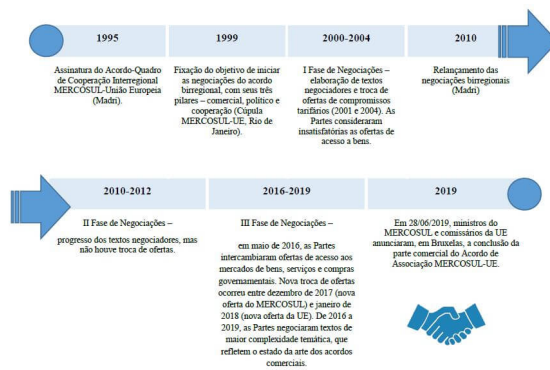 1995
Assinatura do Acordo-Quadro
de Cooperação Interregional
MERCOSUL-União Europeia
(Madri).
1999
Fixação do objetivo de iniciar
as negociações do acordo
birregional, com seus três
pilares – comercial, político e
cooperação (Cúpula
MERCOSUL-UE, Rio de
Janeiro).
2000-2004
I Fase de Negociações –
elaboração de textos
negociadores e troca de
ofertas de compromissos
tarifários (2001 e 2004). As
Partes consideraram
insatisfatórias as ofertas de
acesso a bens.
2010
Relançamento das
negociações birregionais
(Madri)
2010-2012
II Fase de Negociações –
progresso dos textos negociadores, mas
não houve troca de ofertas.
2016-2019
III Fase de Negociações –
em maio de 2016, as Partes
intercambiaram ofertas de acesso aos
mercados de bens, serviços e compras
governamentais. Nova troca de ofertas
ocorreu entre dezembro de 2017 (nova
oferta do MERCOSUL) e janeiro de
2018 (nova oferta da UE). De 2016 a
2019, as Partes negociaram textos de
maior complexidade temática, que
refletem o estado da arte dos acordos
comerciais.
2019
Em 28/06/2019, ministros do
MERCOSUL e comissários da UE
anunciaram, em Bruxelas, a conclusão da
parte comercial do Acordo de
Associação MERCOSUL-UE.